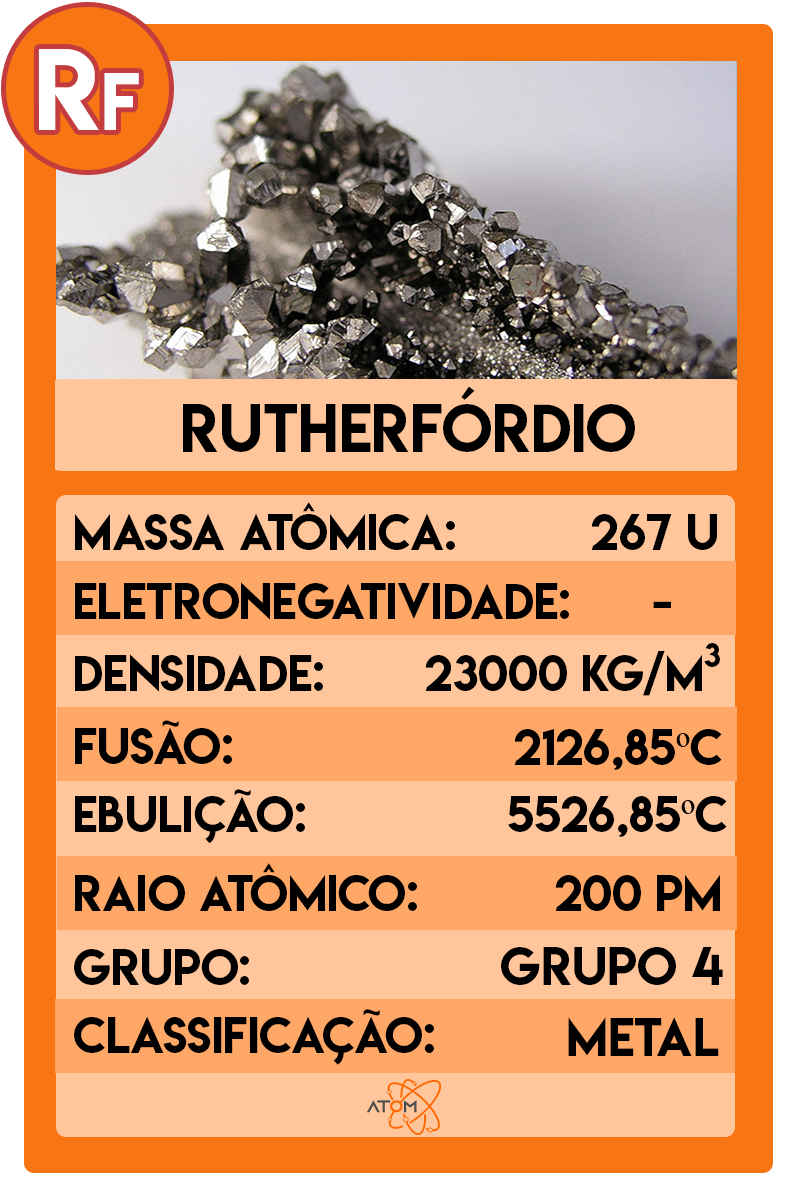 RF
RUTHERFÓRDIO
MASSA ATÔMICA: 267 U
ELETRONEGATIVIDADE: -
DENSIDADE: 23000 KG/M³
FUSÃO: 2126,85ºC
EBULIÇÃO: 5526,85ºC
RAIO ATÔMICO: 200 PM
GRUPO: GRUPO 4
CLASSIFICAÇÃO: METAL
ATOM